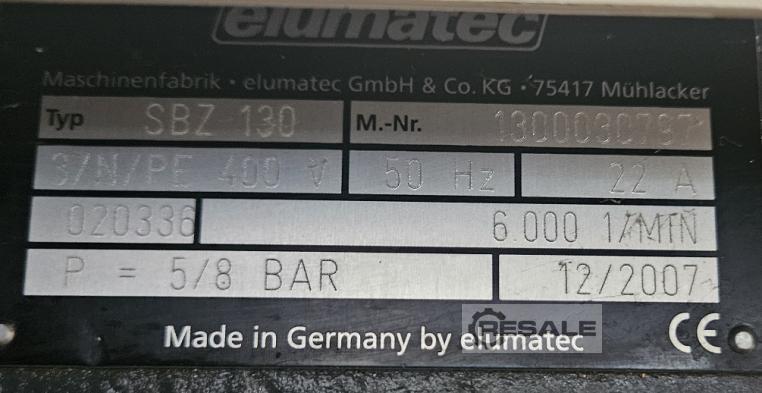 elumatec
Maschinenfabrik · elumatec GmbH & Co. KG · 75417 Mühlacker
Typ SBZ 130 M.-Nr. 1300030787
3/N/PE 400 V 50 Hz 22 A
020336 6.000 1/MIN
P = 5/8 BAR 12/2007
Made in Germany by elumatec CE
RESALE